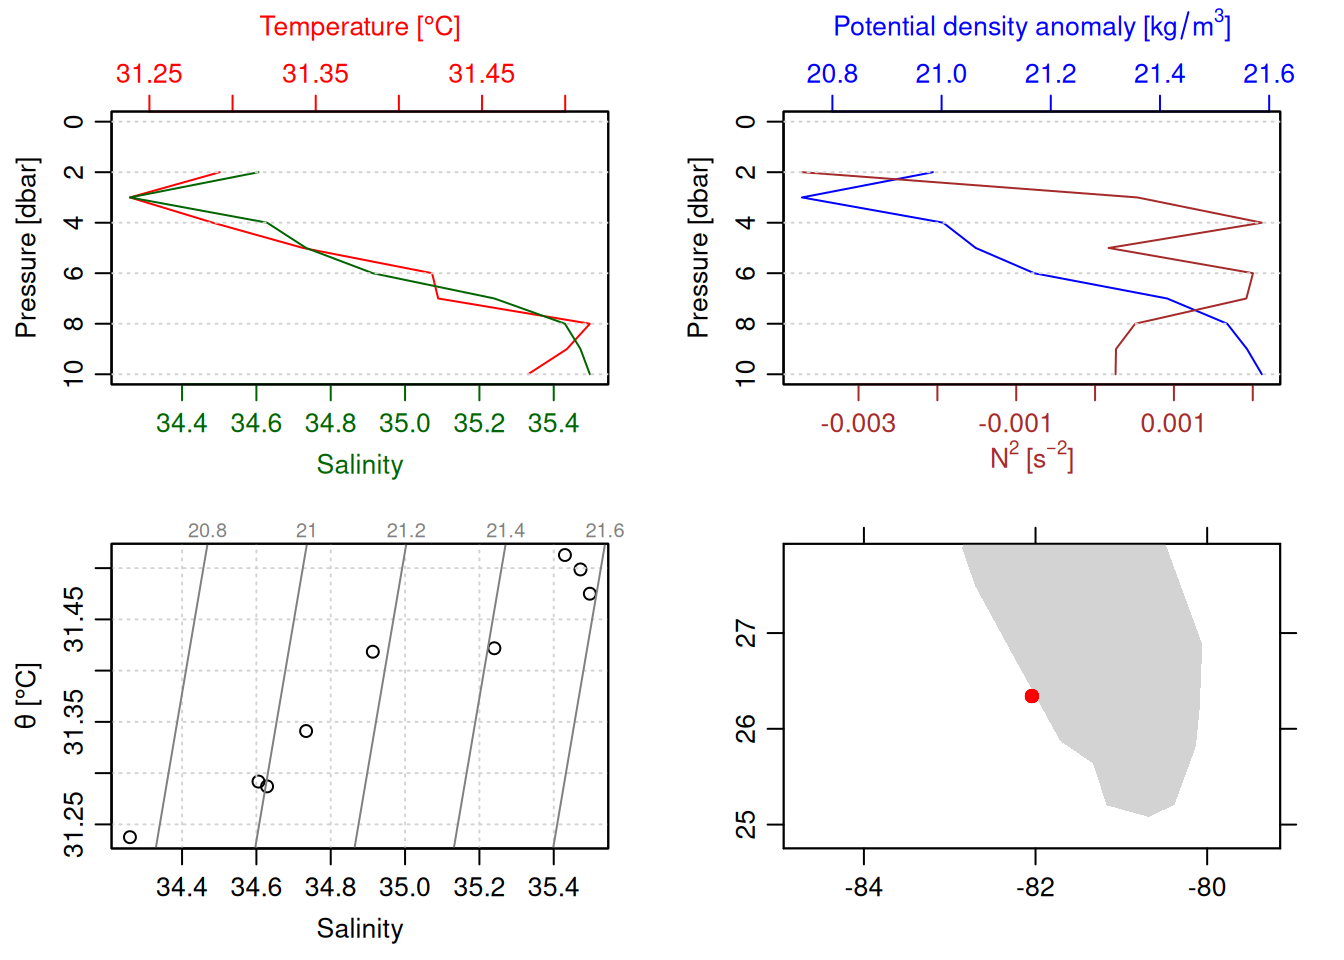 Temperature [°C]
31.25 31.35 31.45
0
2
4
6
8
10
Pressure [dbar]
34.4 34.6 34.8 35.0 35.2 35.4
Salinity
Potential density anomaly [kg/m³]
20.8 21.0 21.2 21.4 21.6
0
2
4
6
8
10
Pressure [dbar]
-0.003 -0.001 0.001
N² [s⁻²]
20.8 21 21.2 21.4 21.6
31.45
31.35
31.25
θ [°C]
34.4 34.6 34.8 35.0 35.2 35.4
Salinity
27
26
25
-84 -82 -80